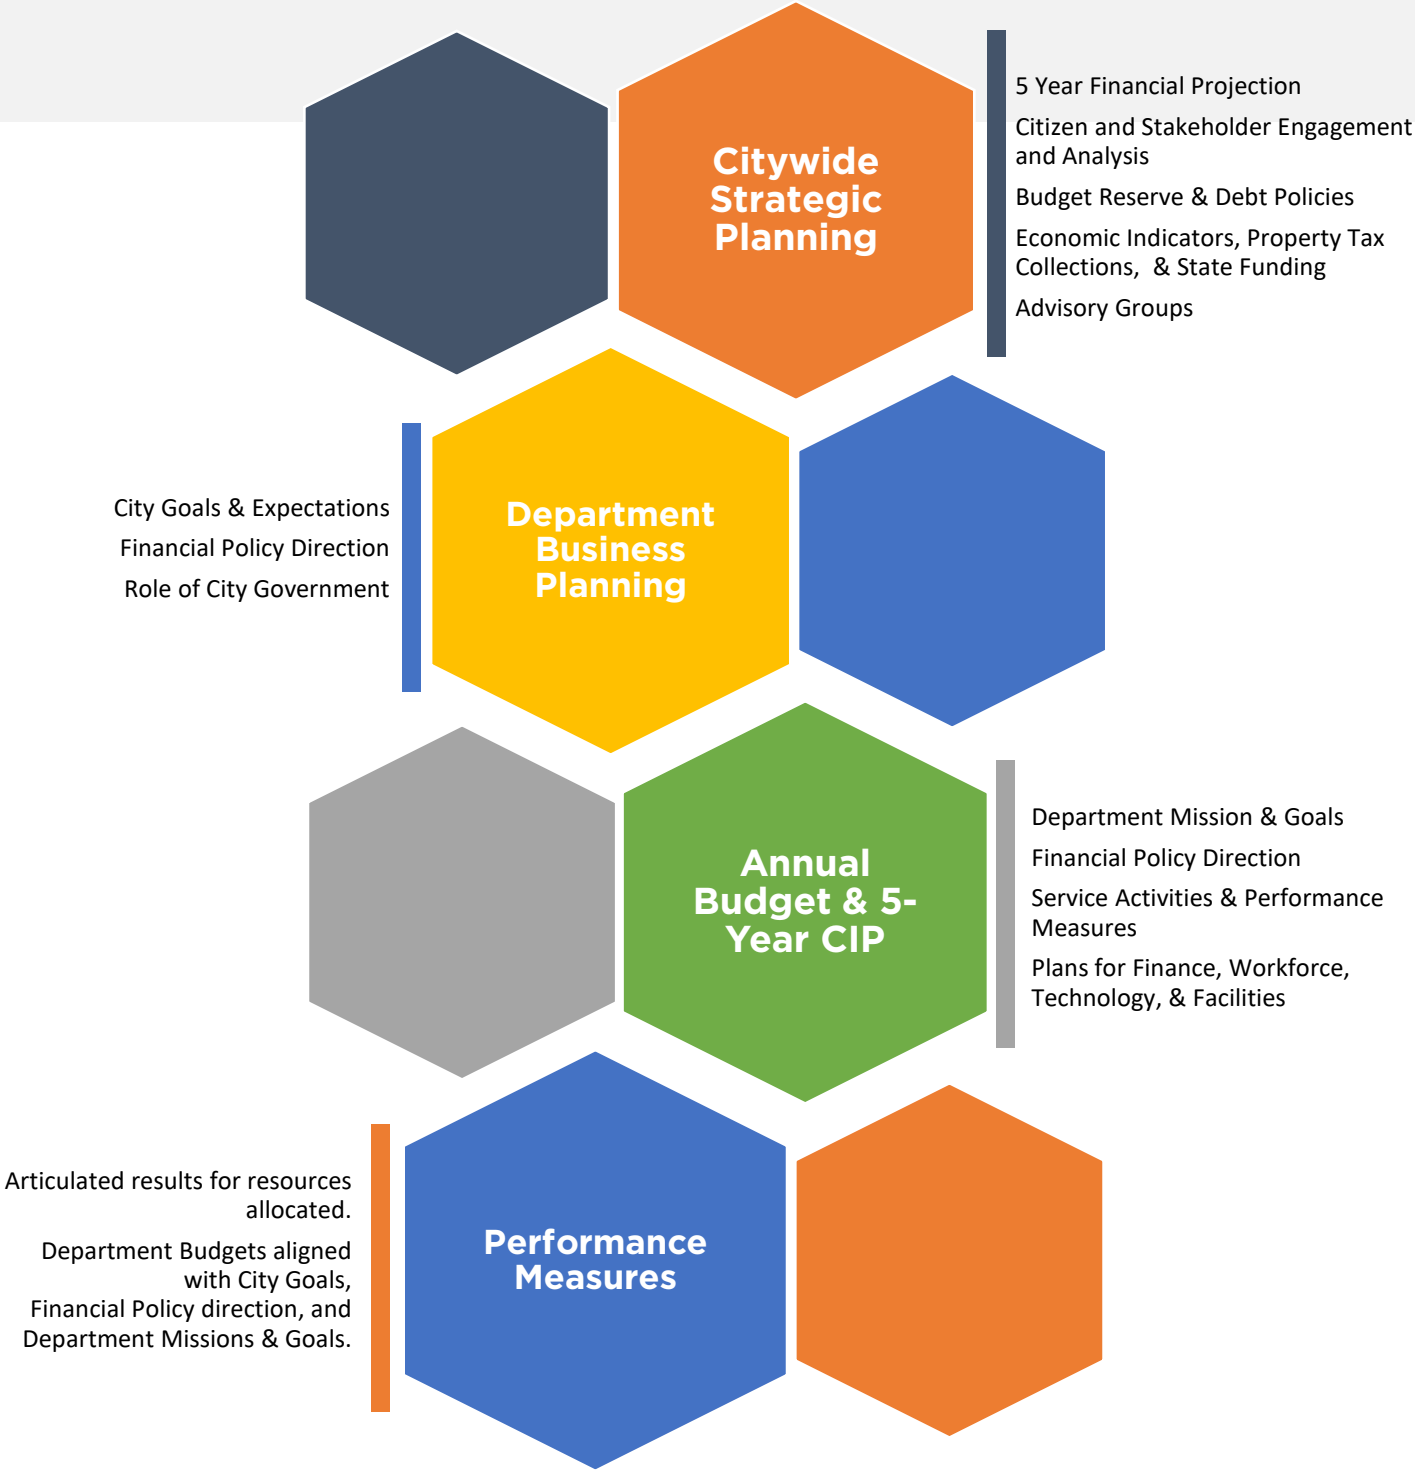 Citywide
Strategic
Planning
5 Year Financial Projection
Citizen and Stakeholder Engagement
and Analysis
Budget Reserve & Debt Policies
Economic Indicators, Property Tax
Collections,  & State Funding
Advisory Groups
City Goals & Expectations
Financial Policy Direction
Role of City Government
Department
Business
Planning
Annual
Budget & 5-
Year CIP
Department Mission & Goals
Financial Policy Direction
Service Activities & Performance
Measures
Plans for Finance, Workforce,
Technology, & Facilities
Articulated results for resources
allocated.
Department Budgets aligned
with City Goals,
Financial Policy direction, and
Department Missions & Goals.
Performance
Measures